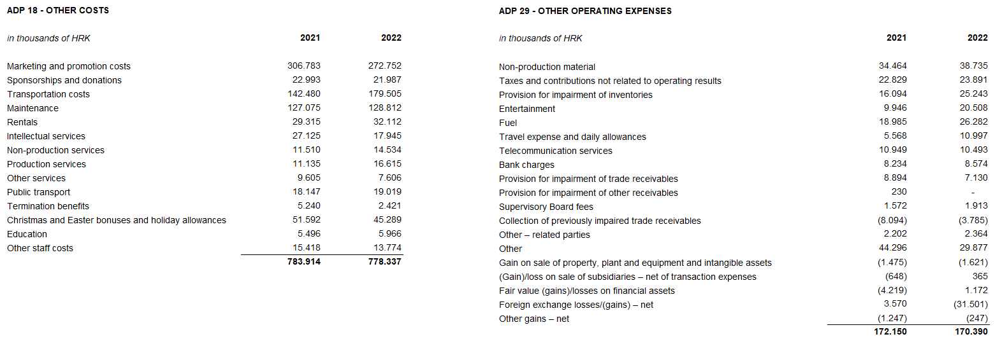 ADP 18 - OTHER COSTS
in thousands of HRK 2021 2022
Marketing and promotion costs 306.783 272.752
Sponsorships and donations 22.993 21.987
Transportation costs 142.480 179.505
Maintenance 127.075 128.812
Rentals 29.315 32.112
Intellectual services 27.125 17.945
Non-production services 11.510 14.534
Production services 11.135 16.615
Other services 9.605 7.606
Public transport 18.147 19.019
Termination benefits 5.240 2.421
Christmas and Easter bonuses and holiday allowances 51.592 45.289
Education 5.496 5.966
Other staff costs 15.418 13.774
783.914 778.337
ADP 29 - OTHER OPERATING EXPENSES
in thousands of HRK 2021 2022
Non-production material 34.464 38.735
Taxes and contributions not related to operating results 22.829 23.891
Provision for impairment of inventories 16.094 25.243
Entertainment 9.946 20.508
Fuel 18.985 26.282
Travel expense and daily allowances 5.568 10.997
Telecommunication services 10.949 10.493
Bank charges 8.234 8.574
Provision for impairment of trade receivables 8.894 7.130
Provision for impairment of other receivables 230 -
Supervisory Board fees 1.572 1.913
Collection of previously impaired trade receivables (8.094) (3.785)
Other – related parties 2.202 2.364
Other 44.296 29.877
Gain on sale of property, plant and equipment and intangible assets (1.475) (1.621)
(Gain)/loss on sale of subsidiaries – net of transaction expenses (648) 365
Fair value (gains)/losses on financial assets (4.219) 1.172
Foreign exchange losses/(gains) – net 3.570 (31.501)
Other gains – net (1.247) (247)
172.150 170.390